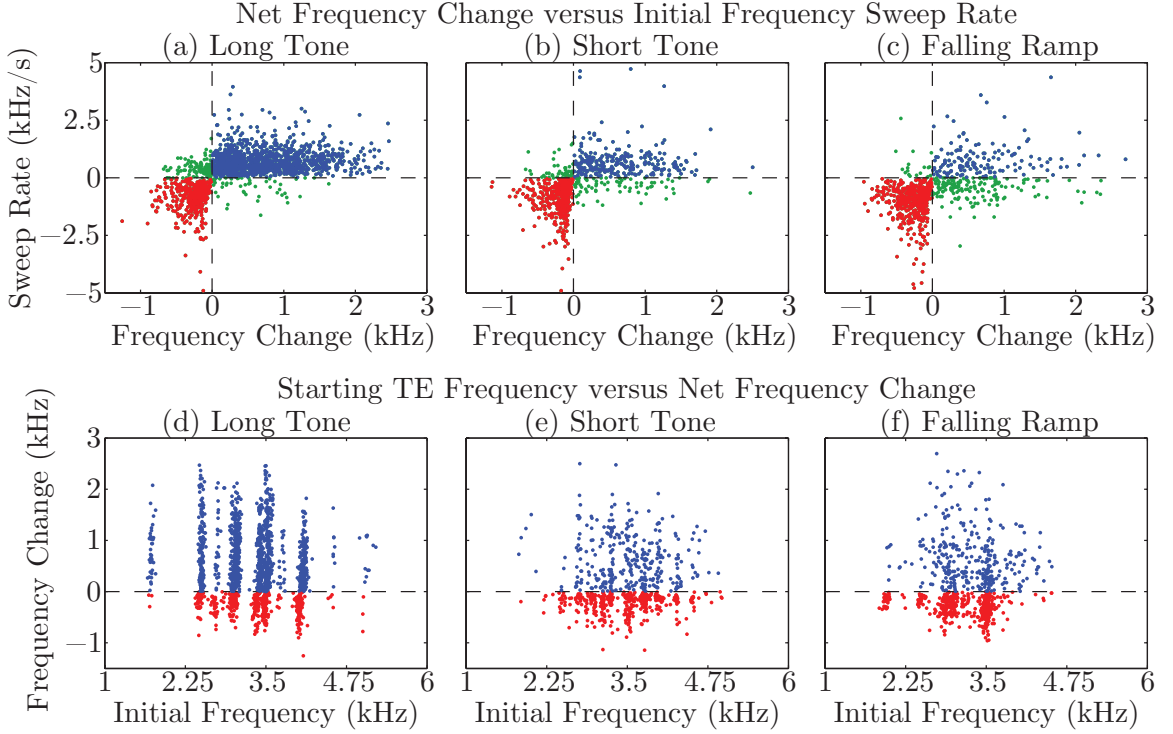 Net Frequency Change versus Initial Frequency Sweep Rate
(a) Long Tone
(b) Short Tone
(c) Falling Ramp
Sweep Rate (kHz/s)
5
2.5
0
−2.5
−5
−1 0 1 2 3
−1 0 1 2 3
−1 0 1 2 3
Frequency Change (kHz)
Frequency Change (kHz)
Frequency Change (kHz)
Starting TE Frequency versus Net Frequency Change
(d) Long Tone
(e) Short Tone
(f) Falling Ramp
Frequency Change (kHz)
3
2
1
0
−1
1 2.25 3.5 4.75 6
1 2.25 3.5 4.75 6
1 2.25 3.5 4.75 6
Initial Frequency (kHz)
Initial Frequency (kHz)
Initial Frequency (kHz)